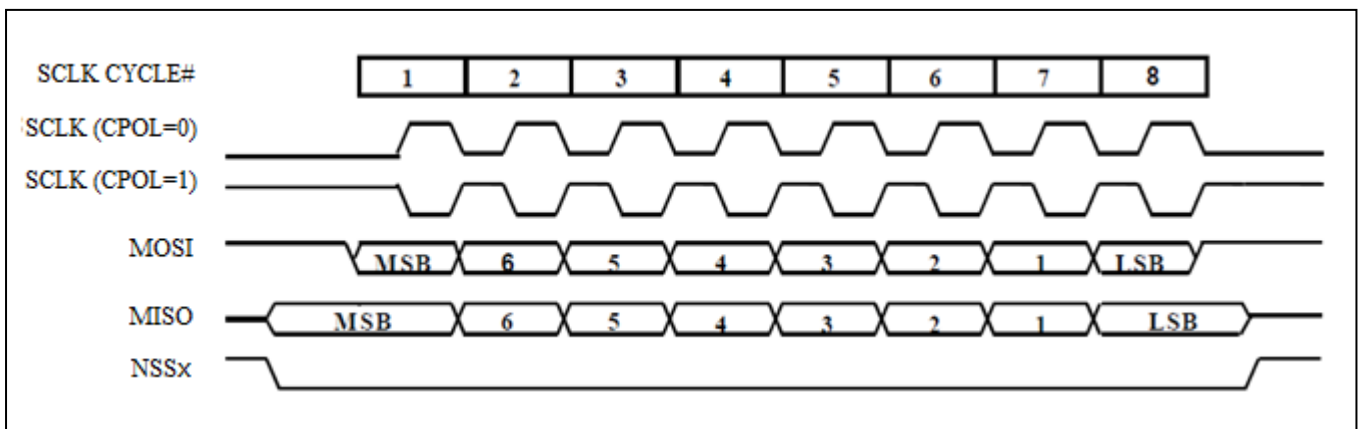 SCLK CYCLE# 1 2 3 4 5 6 7 8
SCLK (CPOL=0)
SCLK (CPOL=1)
MOSI MSB 6 5 4 3 2 1 LSB
MISO MSB 6 5 4 3 2 1 LSB
NSSx